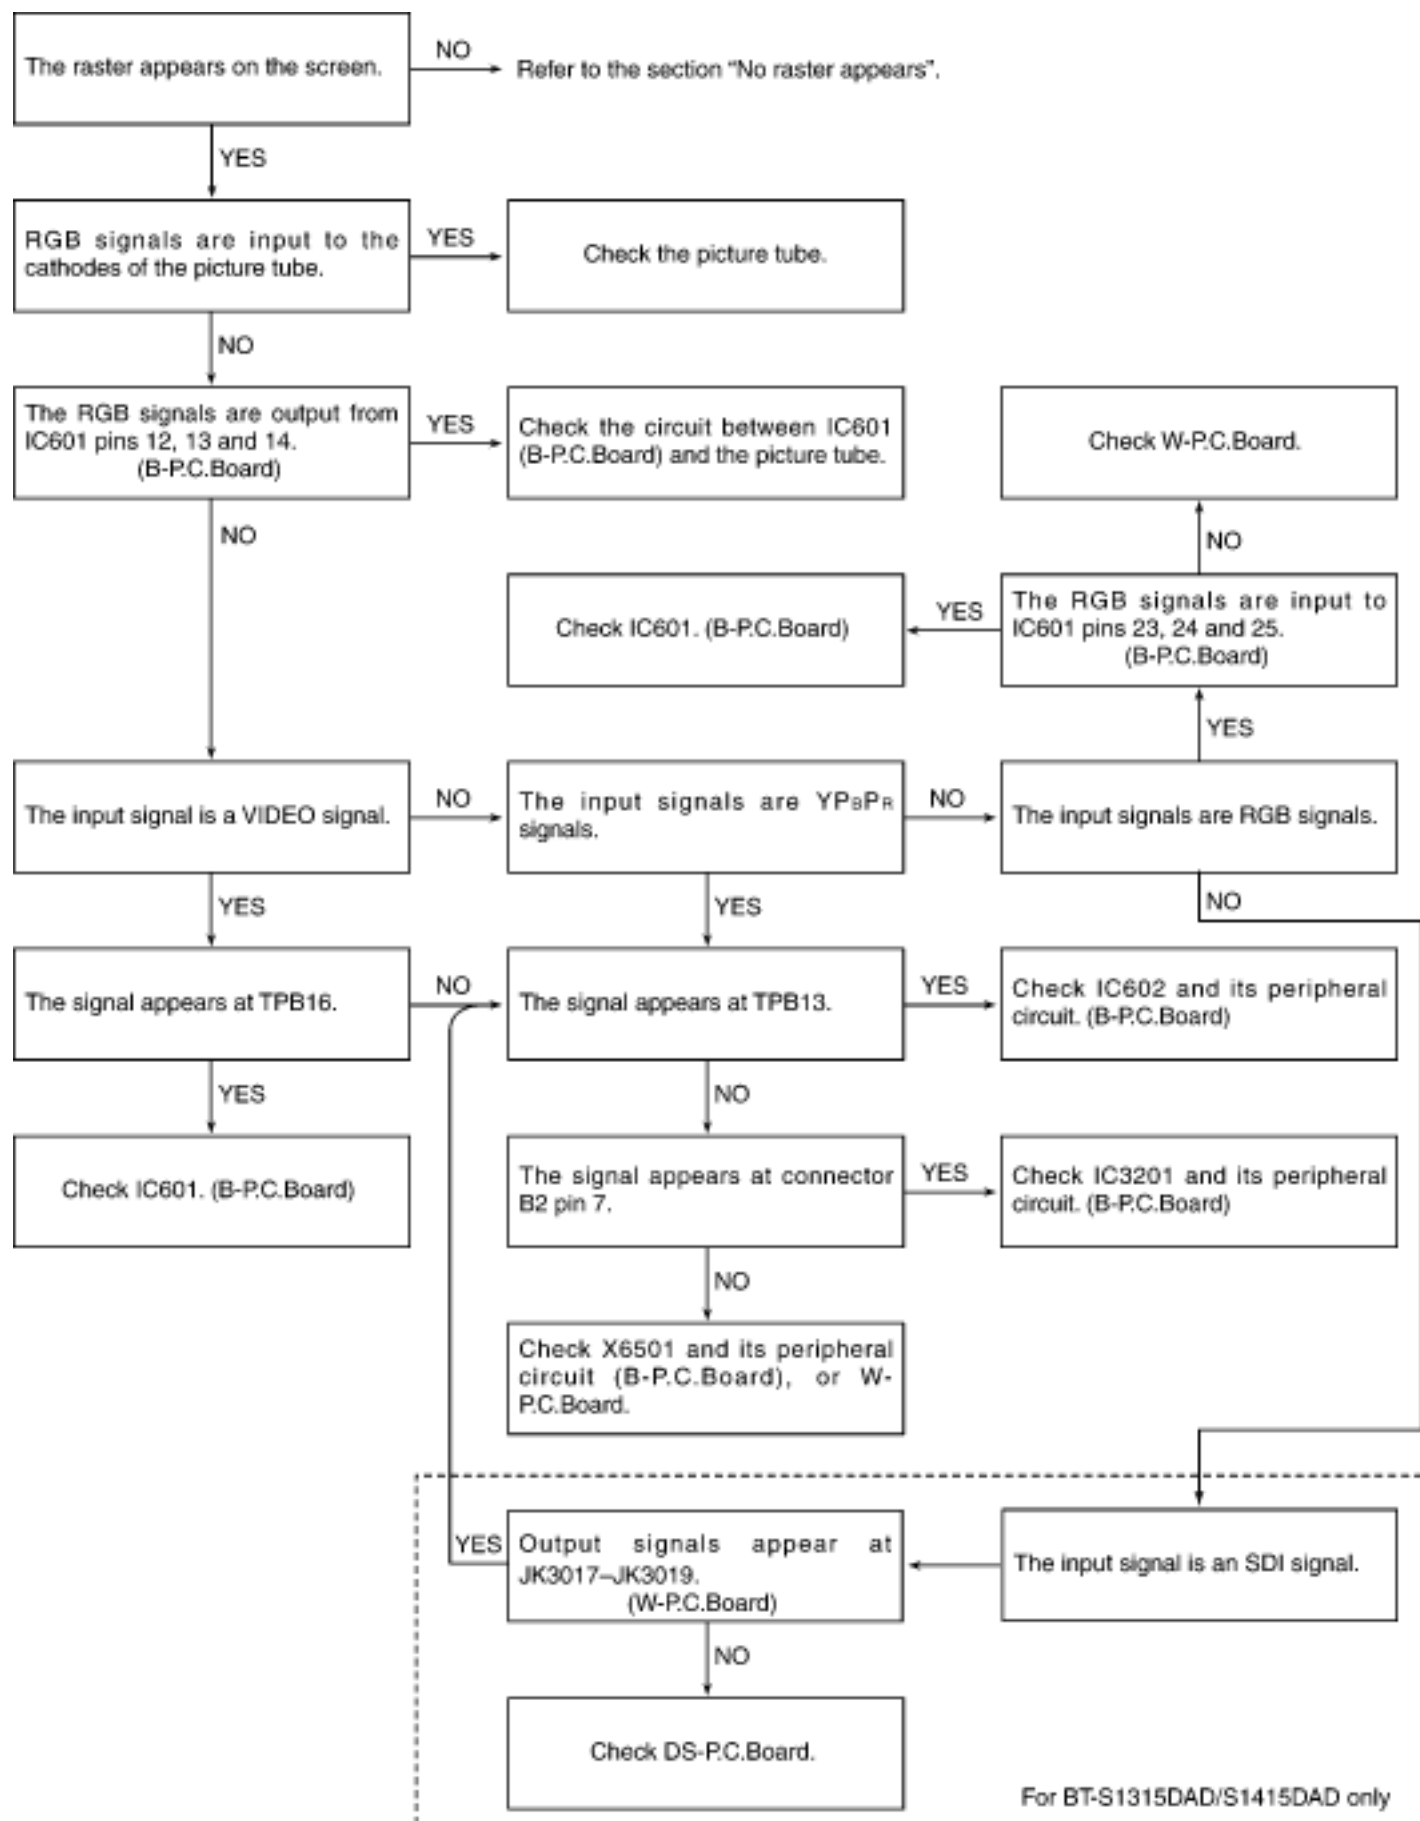 The raster appears on the screen.
NO
Refer to the section “No raster appears”.
YES
RGB signals are input to the
cathodes of the picture tube.
YES
Check the picture tube.
NO
The RGB signals are output from
IC601 pins 12, 13 and 14.
(B-P.C.Board)
YES
Check the circuit between IC601
(B-P.C.Board) and the picture tube.
Check W-P.C.Board.
NO
NO
Check IC601. (B-P.C.Board)
YES
The RGB signals are input to
IC601 pins 23, 24 and 25.
(B-P.C.Board)
YES
The input signal is a VIDEO signal.
NO
The input signals are YPBPR
signals.
NO
The input signals are RGB signals.
YES
YES
NO
The signal appears at TPB16.
NO
The signal appears at TPB13.
YES
Check IC602 and its peripheral
circuit. (B-P.C.Board)
YES
NO
Check IC601. (B-P.C.Board)
The signal appears at connector
B2 pin 7.
YES
Check IC3201 and its peripheral
circuit. (B-P.C.Board)
NO
Check X6501 and its peripheral
circuit (B-P.C.Board), or W-
P.C.Board.
YES
Output signals appear at
JK3017–JK3019.
(W-P.C.Board)
The input signal is an SDI signal.
NO
Check DS-P.C.Board.
For BT-S1315DAD/S1415DAD only